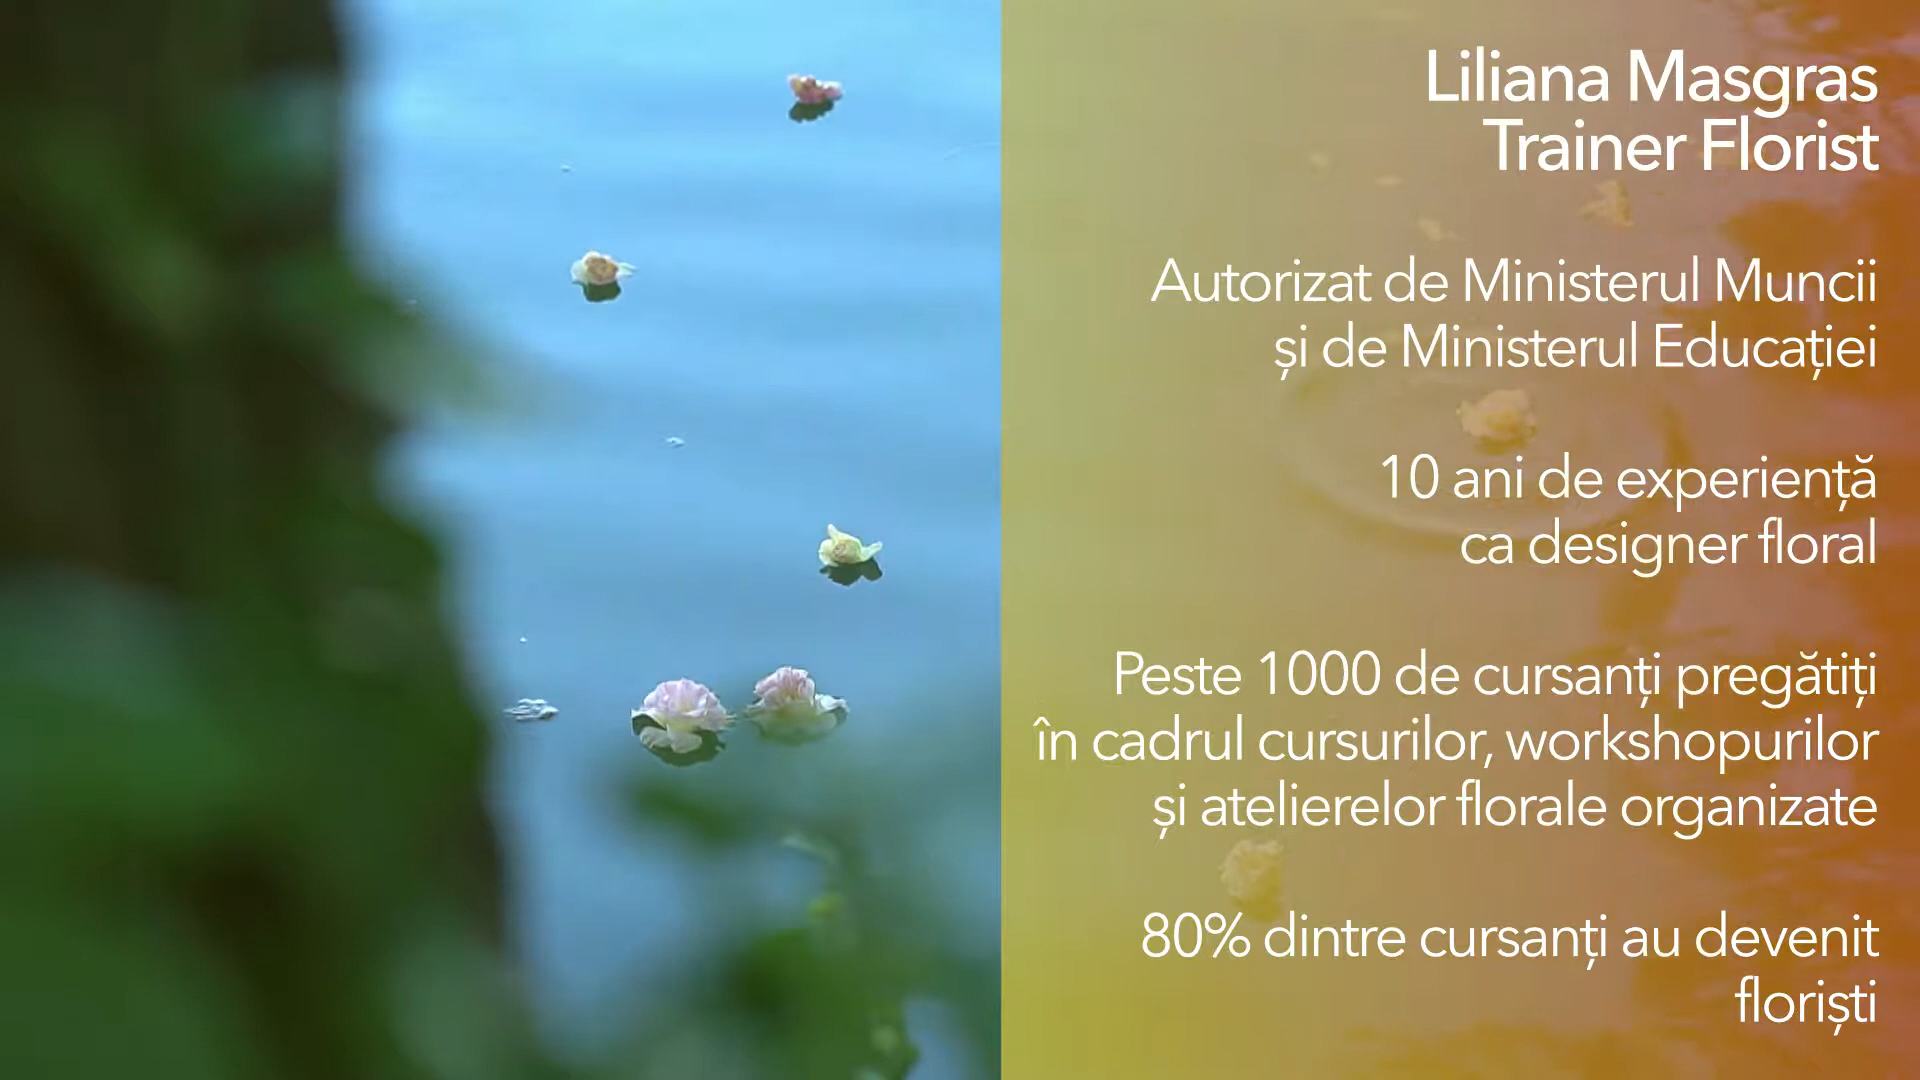 Liliana Masgras
Trainer Florist
Autorizat de Ministerul Muncii
și de Ministerul Educației
10 ani de experiență
ca designer floral
Peste 1000 de cursanți pregătiți
în cadrul cursurilor, workshopurilor
și atelierelor florale organizate
80% dintre cursanți au devenit
floriști